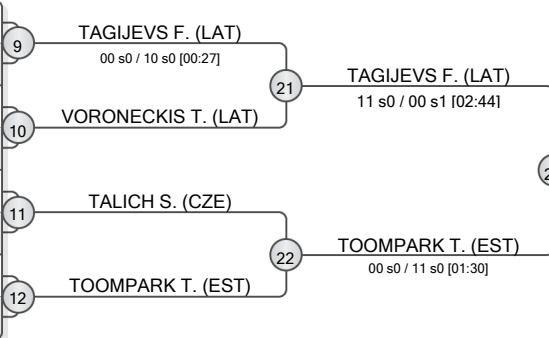 TAGIJEVS F. (LAT)
9
00 s0 / 10 s0 [00:27]
21
TAGIJEVS F. (LAT)
11 s0 / 00 s1 [02:44]
VORONECKIS T. (LAT)
10
TALICH S. (CZE)
11
TOOMPARK T. (EST)
22
00 s0 / 11 s0 [01:30]
TOOMPARK T. (EST)
12